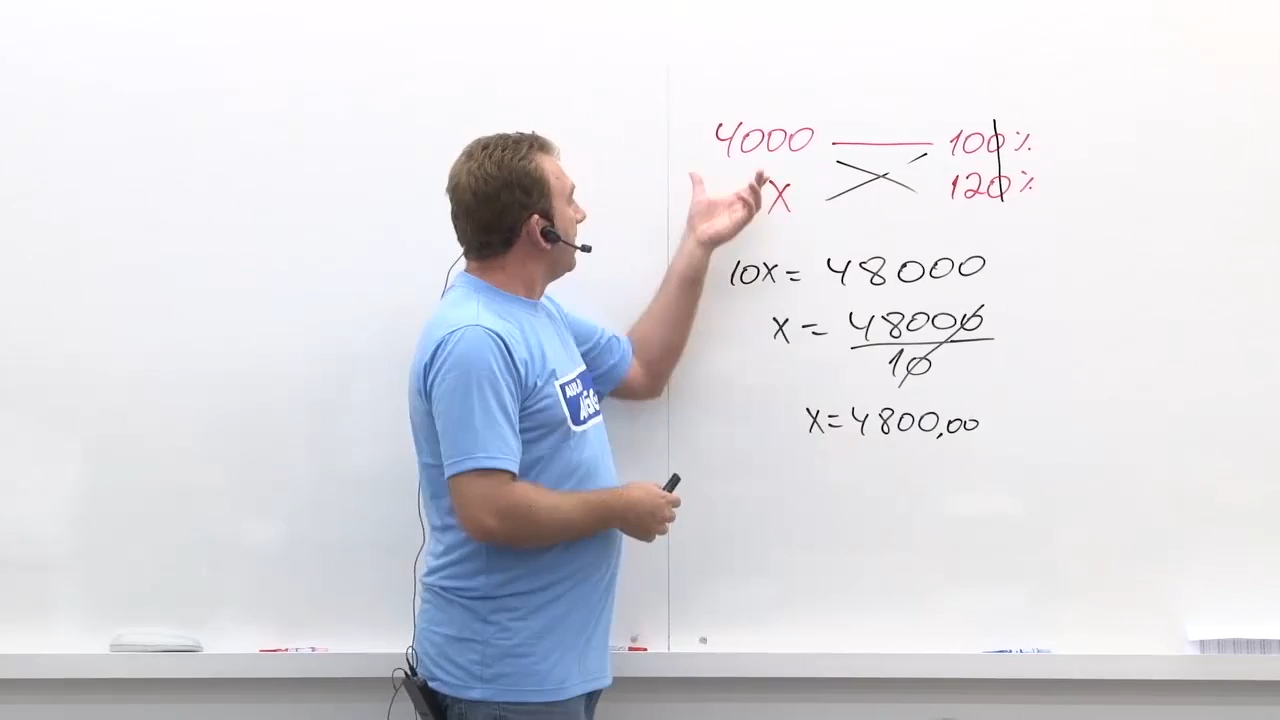 4000 — 100%
X 120%
10X = 48000
X = 48000
10
X = 4800,00